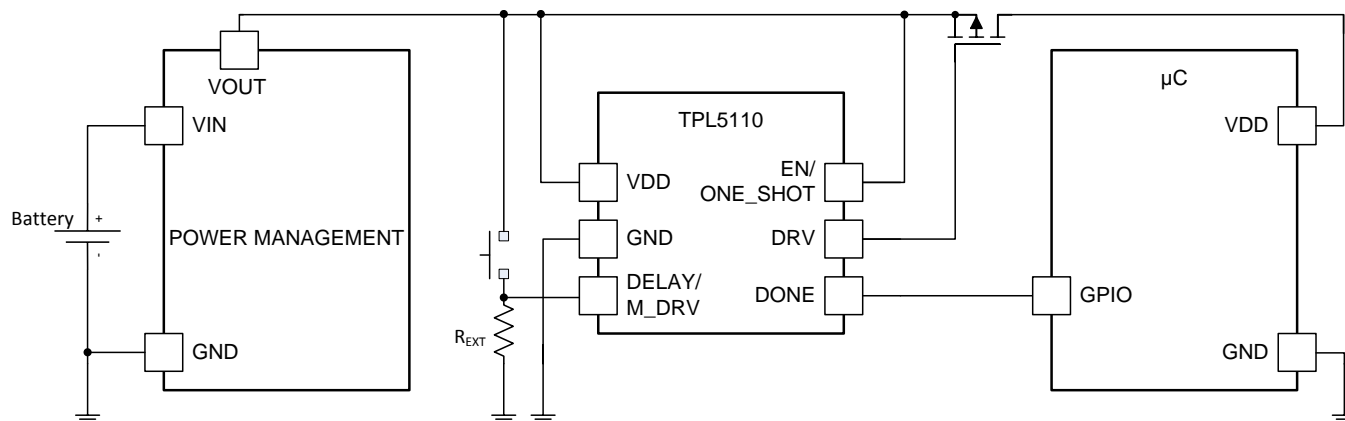 VOUT
VIN
Battery
+
-
POWER MANAGEMENT
GND
R_EXT
TPL5110
VDD
GND
DELAY/
M_DRV
EN/
ONE_SHOT
DRV
DONE
µC
VDD
GPIO
GND